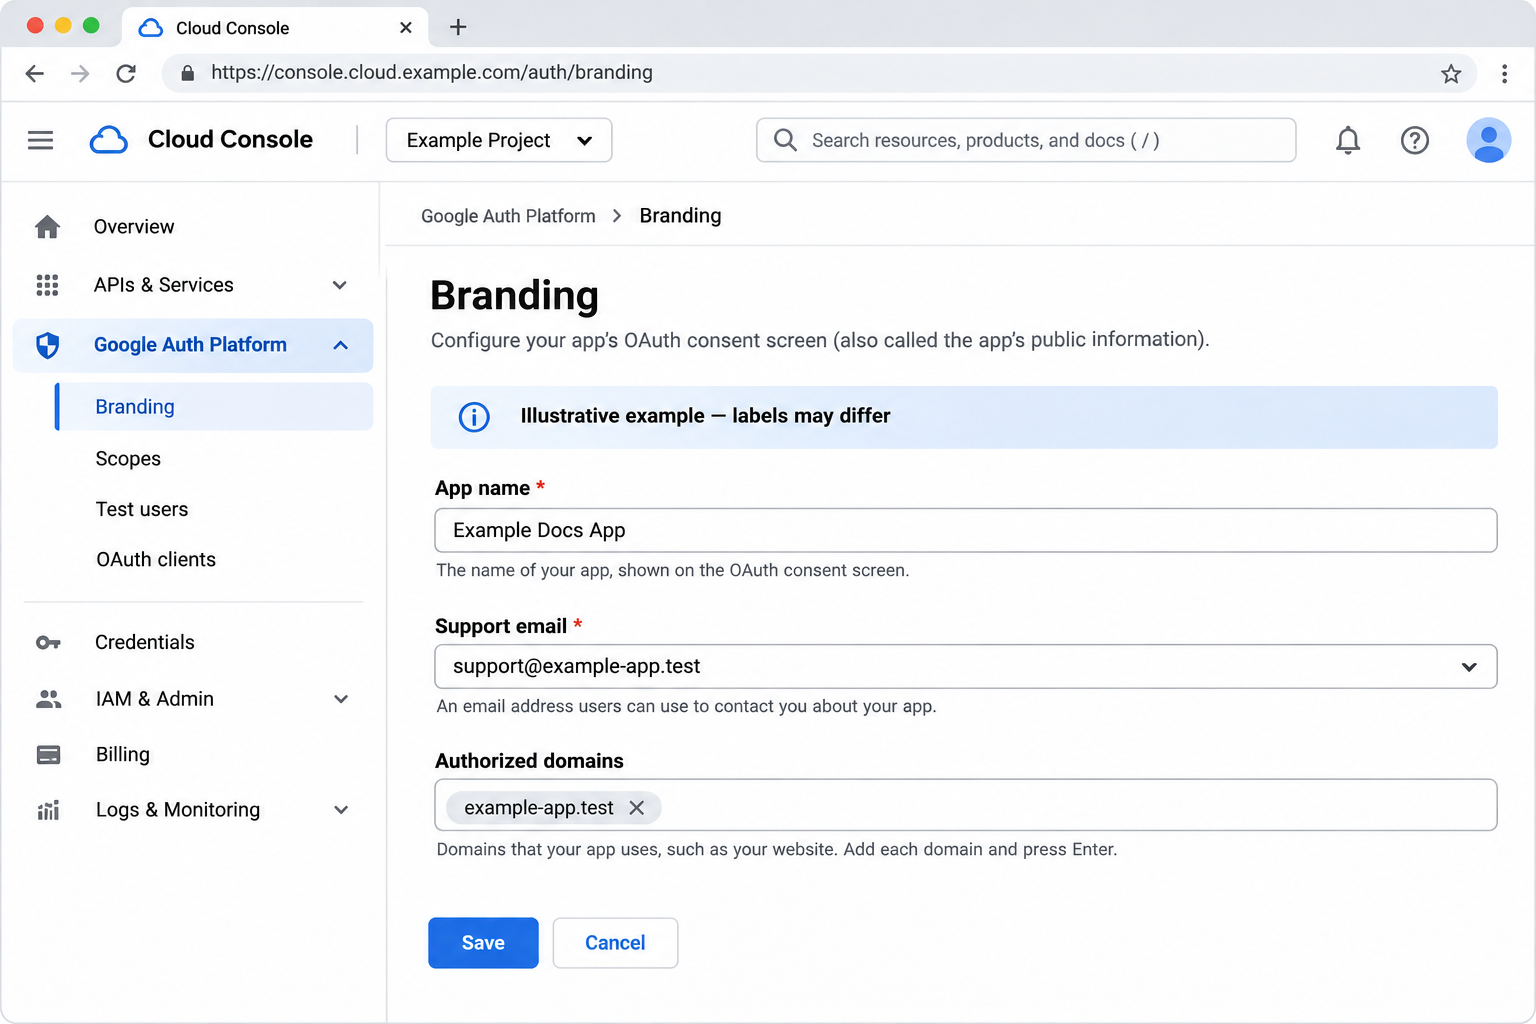 Cloud Console
https://console.cloud.example.com/auth/branding
Cloud Console
Example Project
Search resources, products, and docs ( / )
Overview
APIs & Services
Google Auth Platform
Branding
Scopes
Test users
OAuth clients
Credentials
IAM & Admin
Billing
Logs & Monitoring
Google Auth Platform > Branding
Branding
Configure your app’s OAuth consent screen (also called the app’s public information).
Illustrative example — labels may differ
App name *
Example Docs App
The name of your app, shown on the OAuth consent screen.
Support email *
support@example-app.test
An email address users can use to contact you about your app.
Authorized domains
example-app.test
Domains that your app uses, such as your website. Add each domain and press Enter.
Save
Cancel